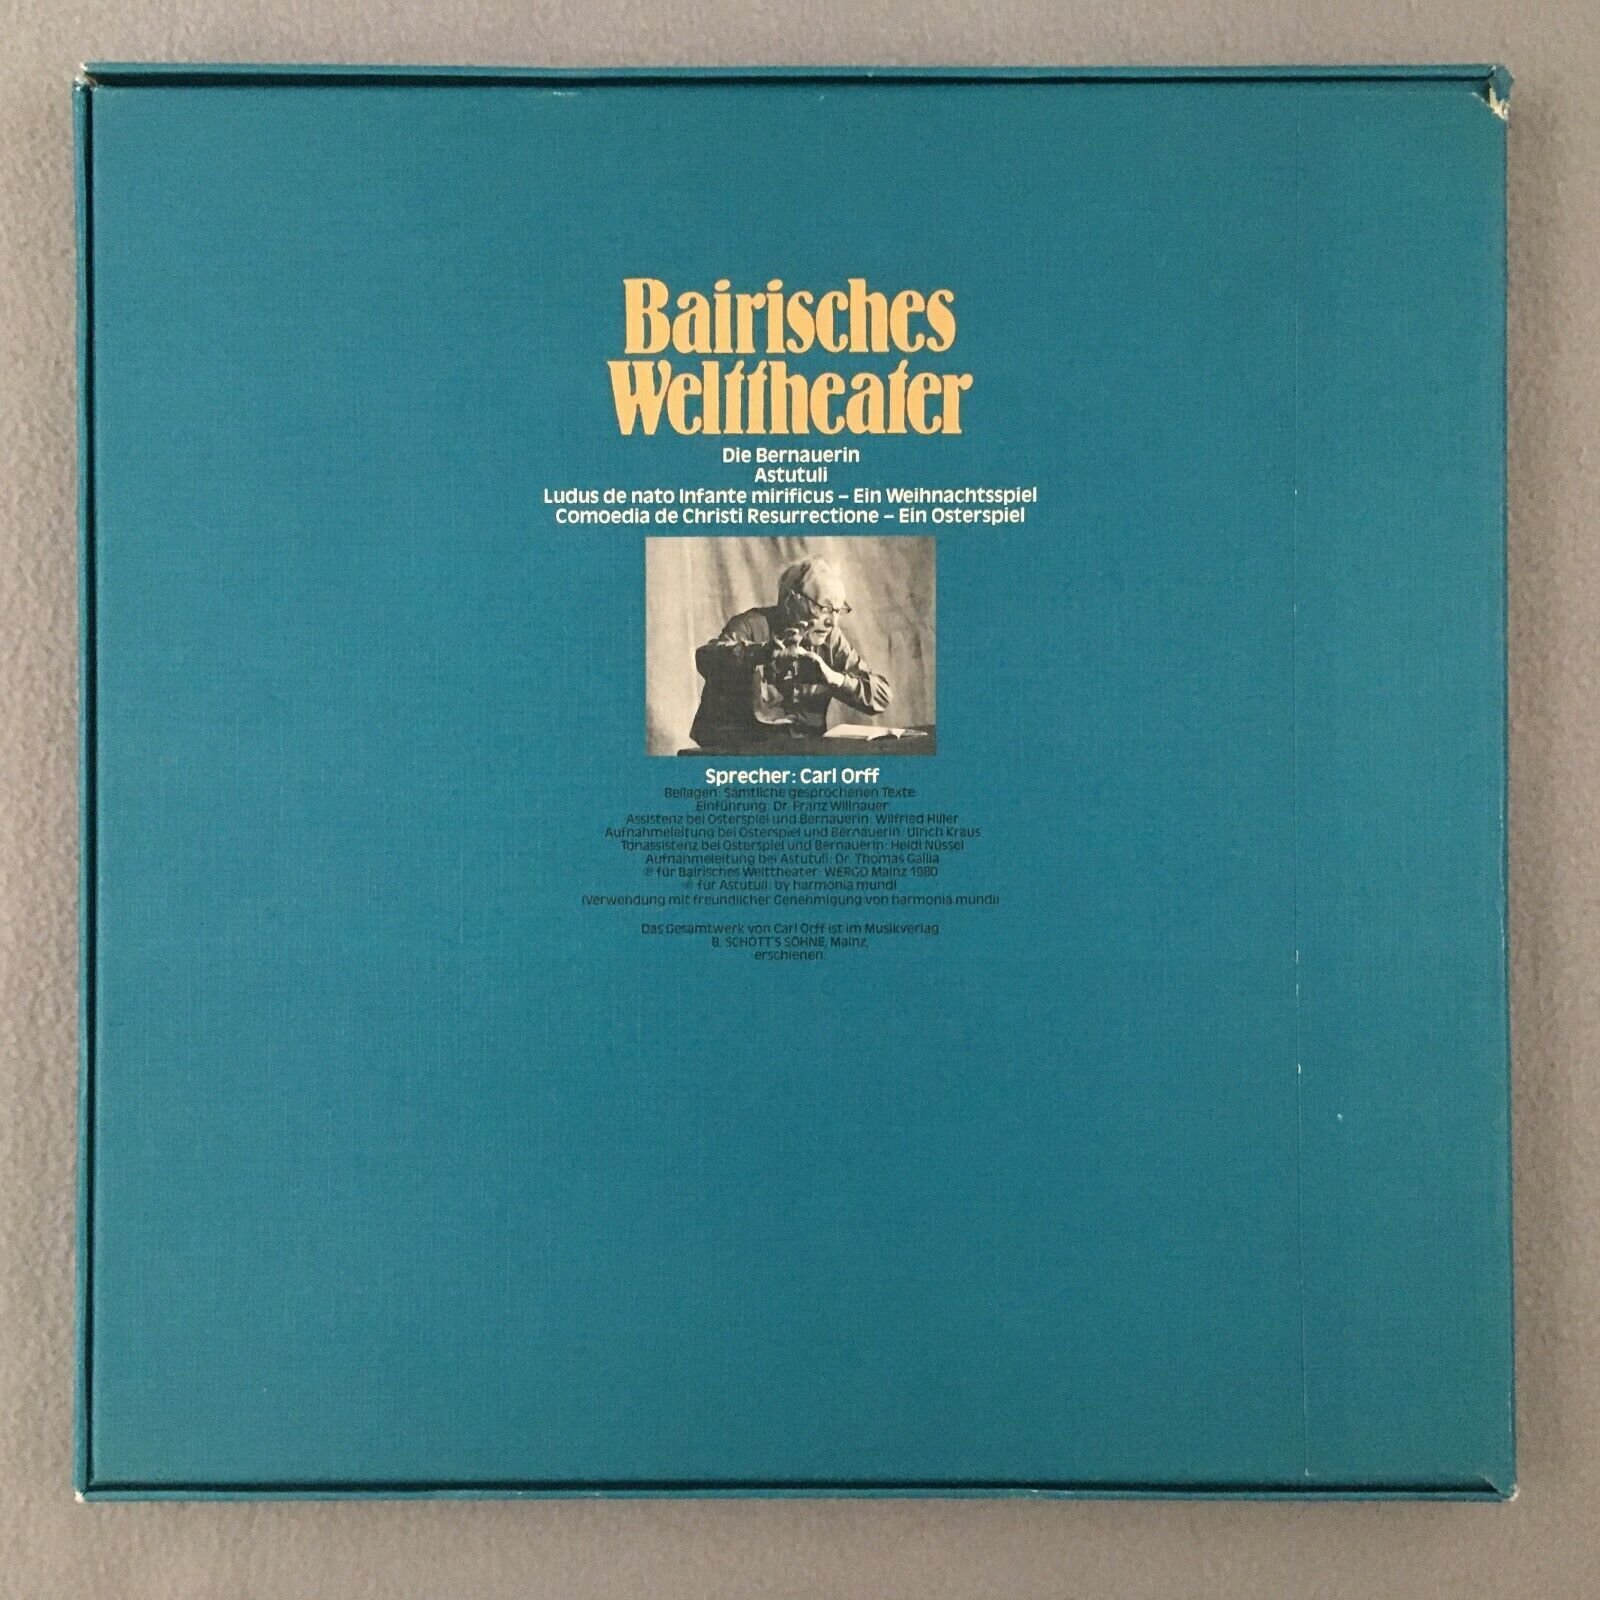 Bairisches
Welttheater
Die Bernauerin
Astutuli
Ludus de nato Infante mirificus – Ein Weihnachtsspiel
Comoedia de Christi Resurrectione – Ein Osterspiel
Sprecher: Carl Orff
Beilagen: Sämtliche gesprochenen Texte
Einführung: Dr. Franz Willnauer
Assistenz bei Osterspiel und Bernauerin: Wilfried Hiller
Aufnahmeleitung bei Osterspiel und Bernauerin: Ulrich Kraus
Tonassistenz bei Osterspiel und Bernauerin: Heidi Nüssel
Aufnahmeleitung bei Astutuli: Dr. Thomas Gallia
℗ für Bairisches Welttheater: WERGO Mainz 1980
℗ für Astutuli: by harmonia mundi
(Verwendung mit freundlicher Genehmigung von harmonia mundi)
Das Gesamtwerk von Carl Orff ist im Musikverlag
B. SCHOTT'S SÖHNE, Mainz,
erschienen.